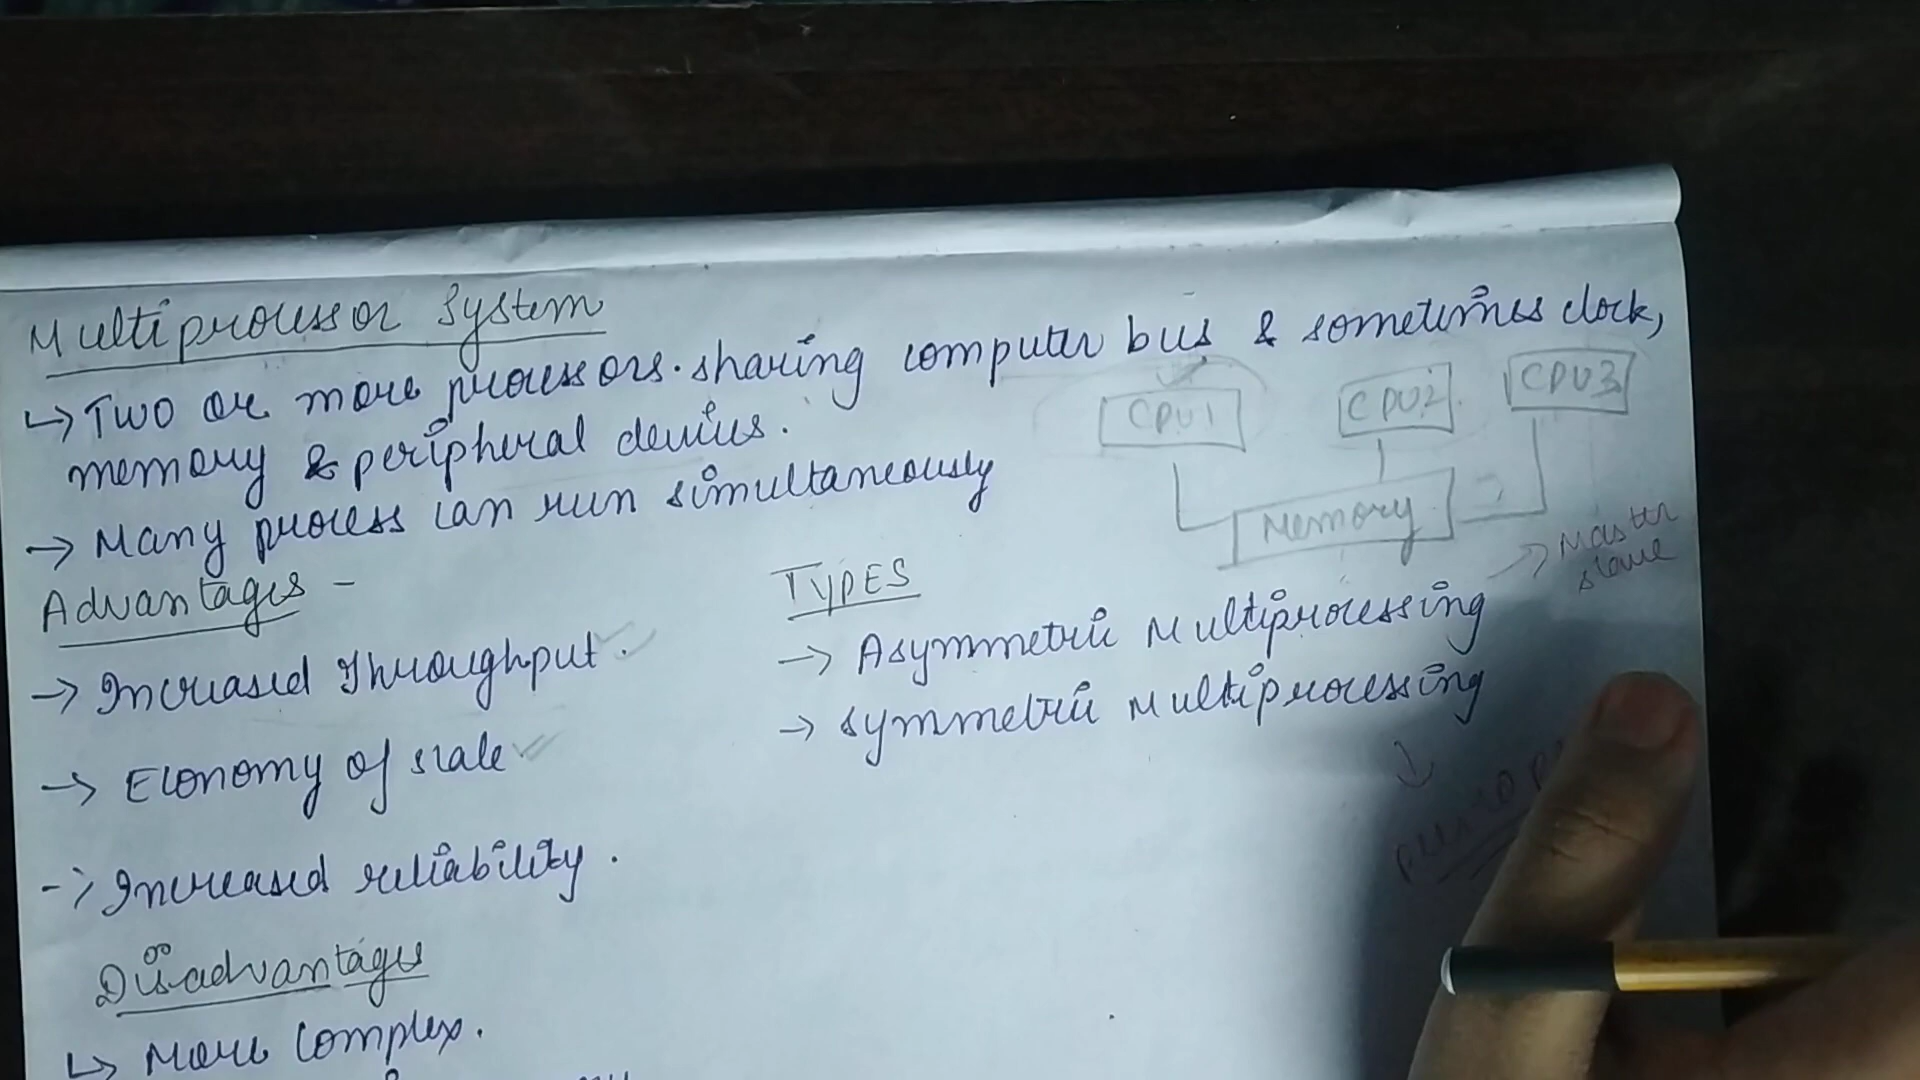 Multiprocessor System
↳ Two or more processors. sharing computer bus & sometimes clock,
memory & peripheral devices.
→ Many process can run simultaneously
CPU1
CPU2
CPU3
Memory
Advantages -
→ Increased Throughput.
→ Economy of scale
→ Increased reliability.
TYPES
→ Asymmetric Multiprocessing
→ Master
slave
→ Symmetric Multiprocessing
Disadvantages
↳ More Complex.